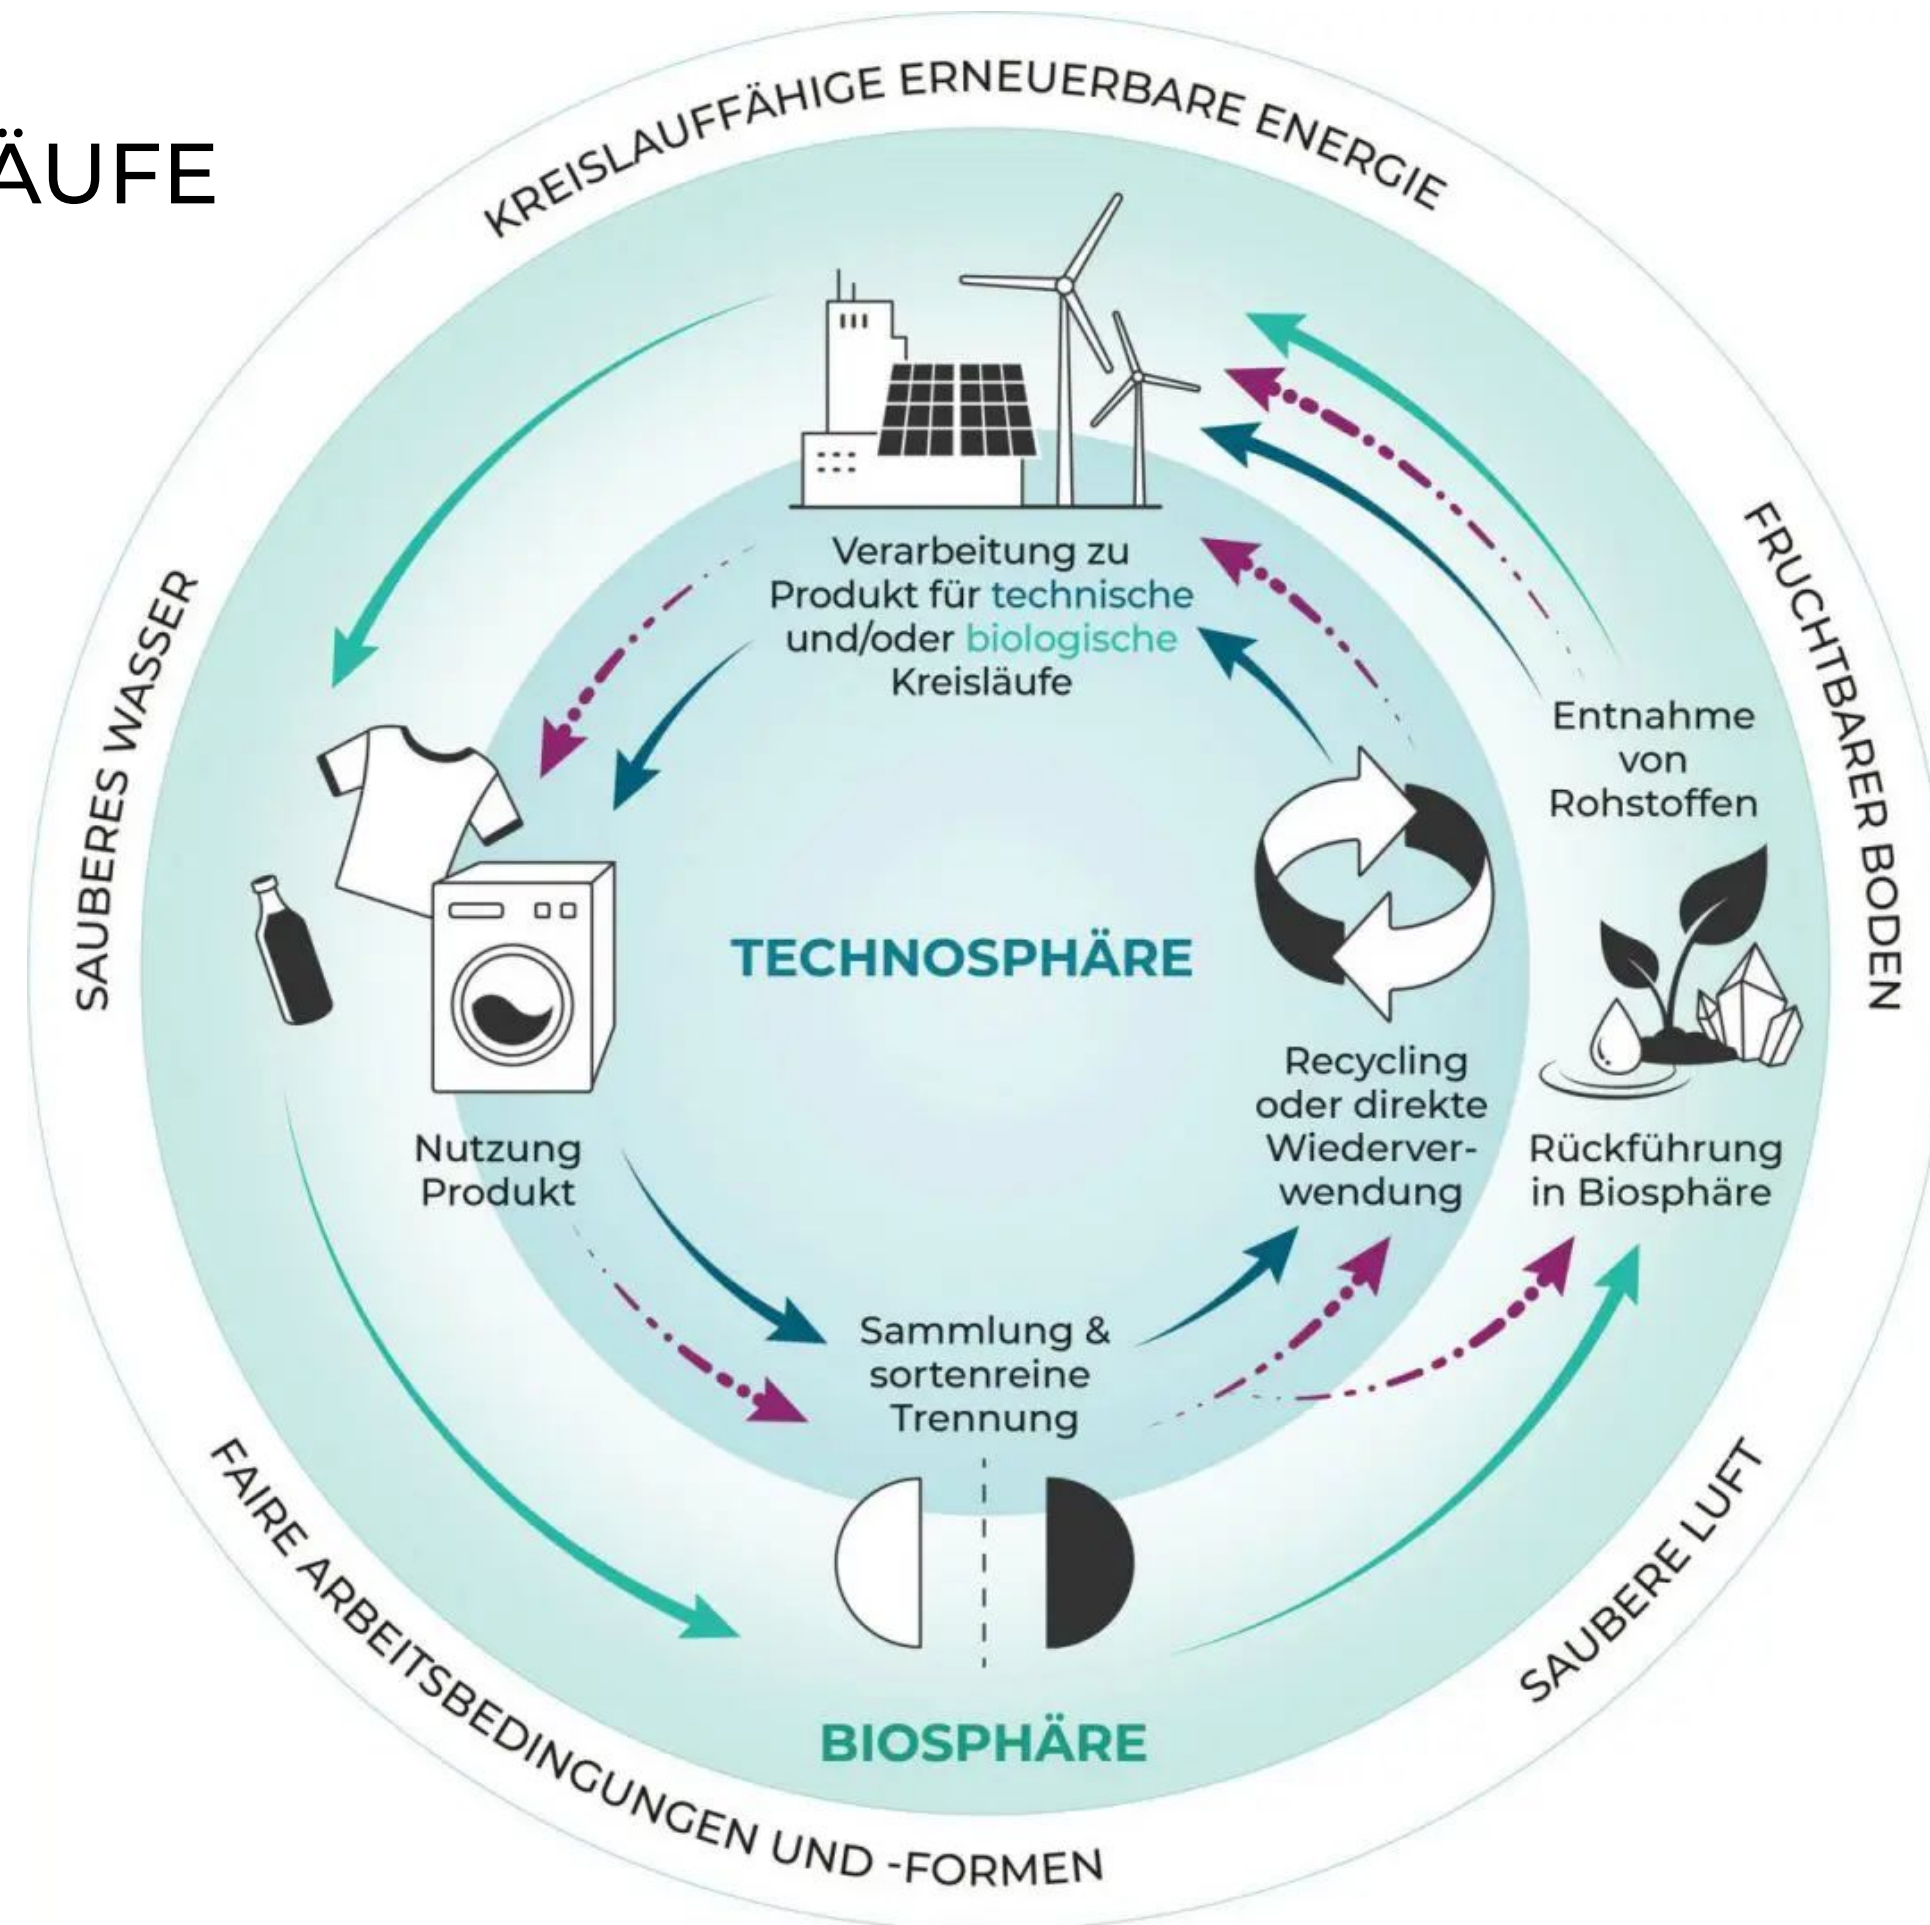 ÄUFE
KREISLAUFFÄHIGE ERNEUERBARE ENERGIE
FRUCHTBARER BODEN
SAUBERE LUFT
FAIRE ARBEITSBEDINGUNGEN UND -FORMEN
SAUBERES WASSER
Verarbeitung zu
Produkt für technische
und/oder biologische
Kreisläufe
Entnahme
von
Rohstoffen
TECHNOSPHÄRE
Recycling
oder direkte
Wiederver-
wendung
Rückführung
in Biosphäre
Nutzung
Produkt
Sammlung &
sortenreine
Trennung
BIOSPHÄRE